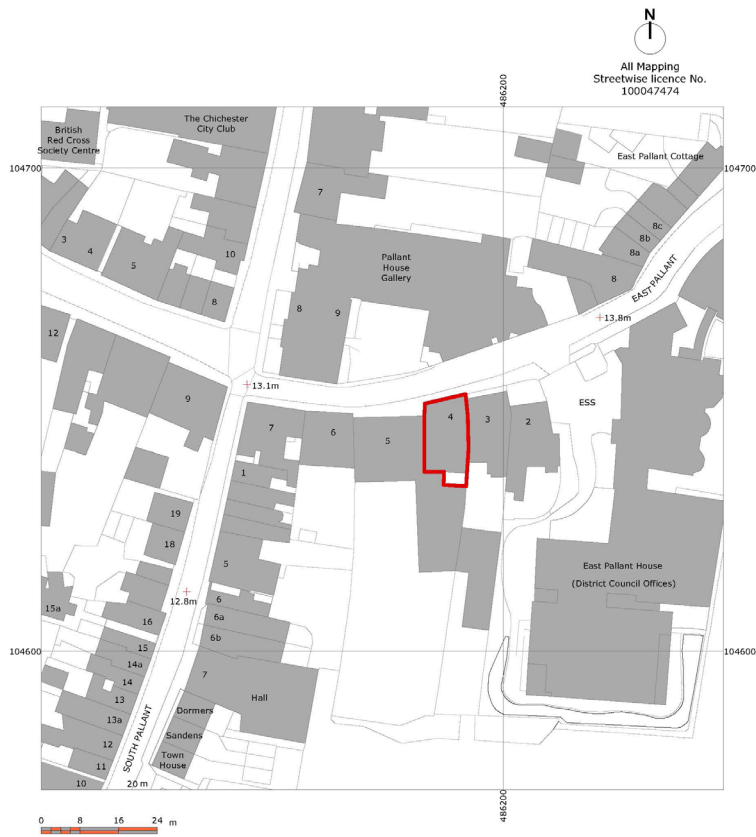 N
All Mapping
Streetwise licence No.
100047474
486200
The Chichester
City Club
British
Red Cross
Society Centre
East Pallant Cottage
104700
104700
7
8c
8b
8a
8
3
4
5
10
8
Pallant
House
Gallery
EAST PALLANT
13.8m
12
8
9
13.1m
9
ESS
7
6
5
4
3
2
1
19
18
5
East Pallant House
(District Council Offices)
15a
12.8m
6
6a
6b
16
15
14a
14
13
13a
12
11
10
104600
104600
7
Hall
Dormers
Sandens
Town
House
SOUTH PALLANT
20 m
486200
0 8 16 24 m